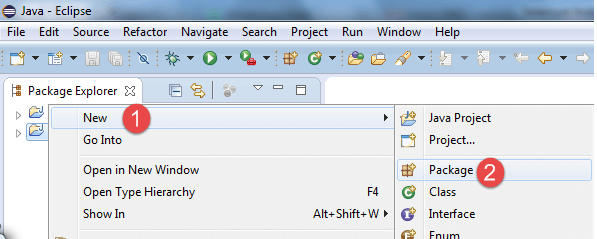 Java - Eclipse
File Edit Source Refactor Navigate Search Project Run Window Help
Package Explorer
New 1
Go Into
Open in New Window
Open Type Hierarchy F4
Show In Alt+Shift+W
Java Project
Project...
Package 2
Class
Interface
Enum